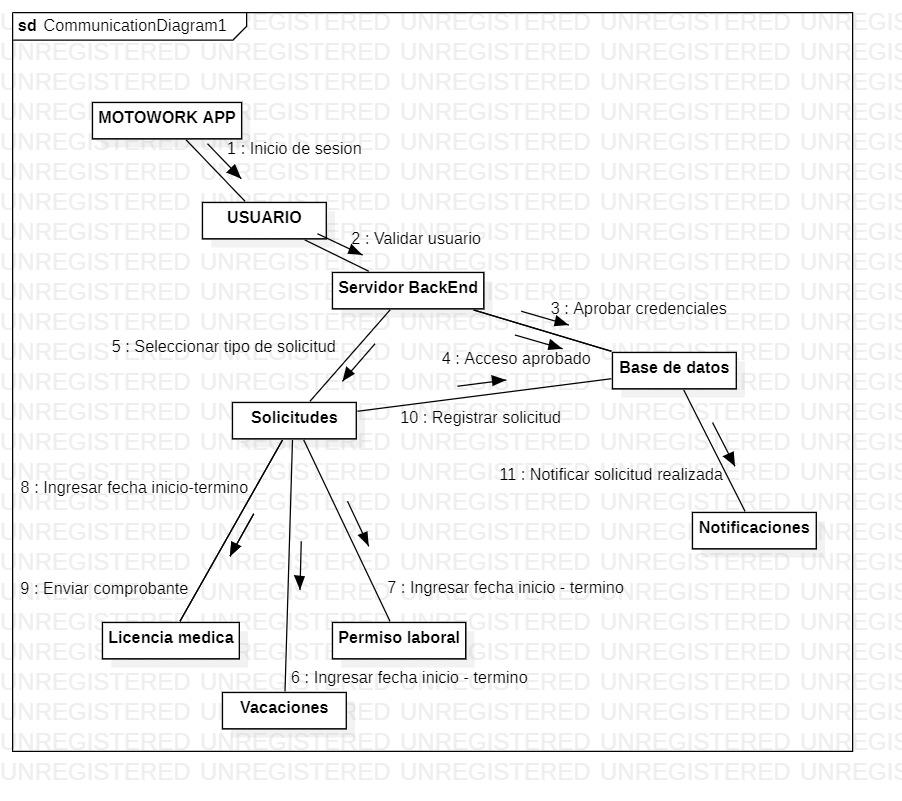 sd CommunicationDiagram1
MOTOWORK APP
1 : Inicio de sesion
USUARIO
2 : Validar usuario
Servidor BackEnd
3 : Aprobar credenciales
5 : Seleccionar tipo de solicitud
4 : Acceso aprobado
Base de datos
Solicitudes
10 : Registrar solicitud
11 : Notificar solicitud realizada
8 : Ingresar fecha inicio-termino
Notificaciones
9 : Enviar comprobante
7 : Ingresar fecha inicio - termino
Licencia medica
Permiso laboral
6 : Ingresar fecha inicio - termino
Vacaciones
UNREGISTERED